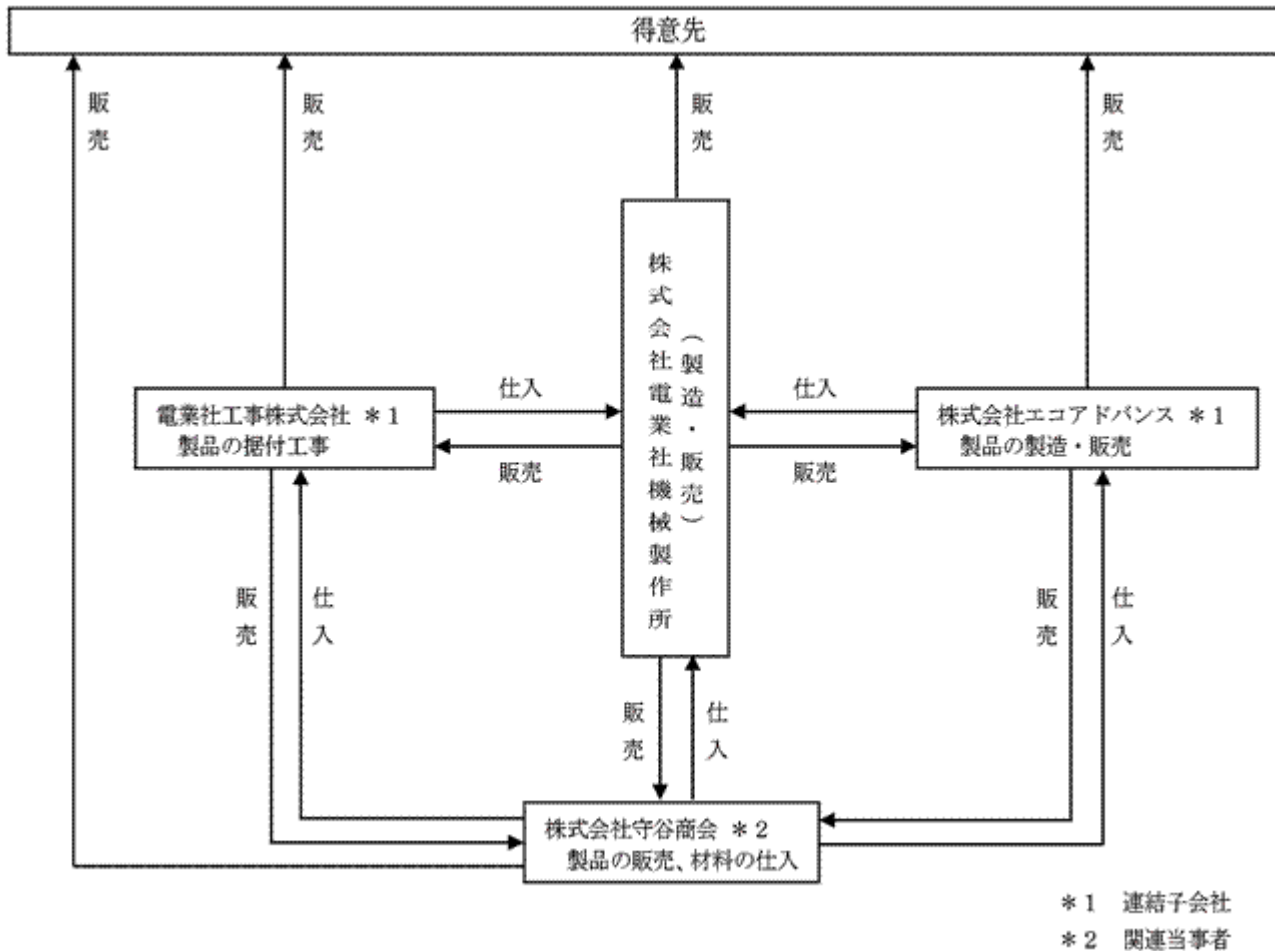 得意先
販売
販売
販売
販売
株式会社電業社機械製作所
(製造・販売)
仕入
仕入
電業社工事株式会社 *1
製品の据付工事
株式会社エコアドバンス *1
製品の製造・販売
販売
販売
販売
仕入
販売
仕入
販売
仕入
株式会社守谷商会 *2
製品の販売、材料の仕入
*1 連結子会社
*2 関連当事者